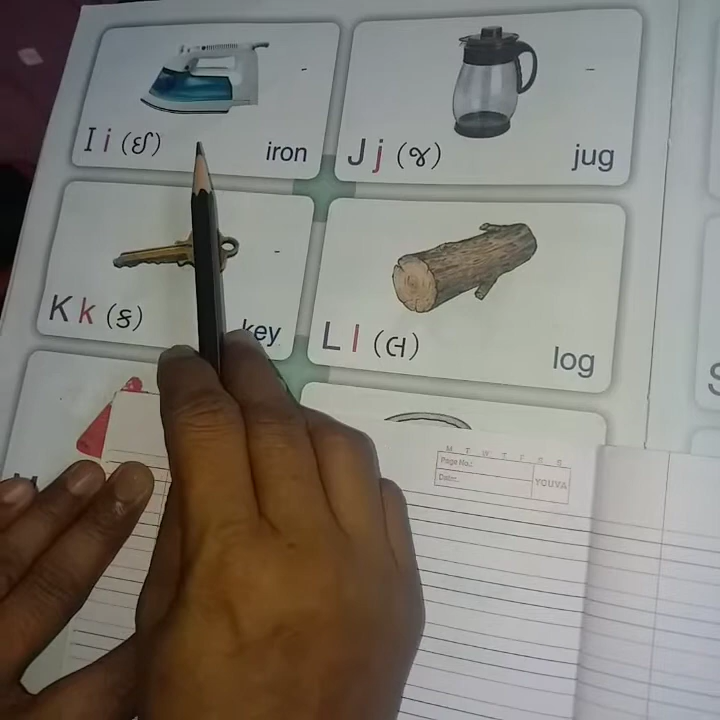 I i (ઈ) iron
J j (જ) jug
K k (ક) key
L l (લ) log
M T W T F S S
Page No.:
Date:
YOUVA